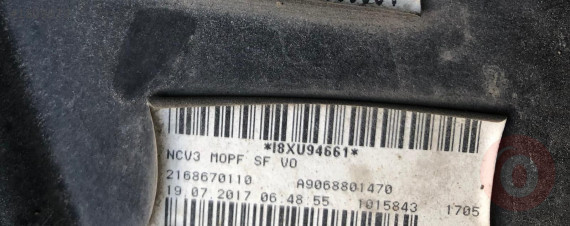 *I8XU94661*
NCV3 MOPF SF VO
2168670110 A9068801470
19.07.2017 06:48:55 1015843 1705